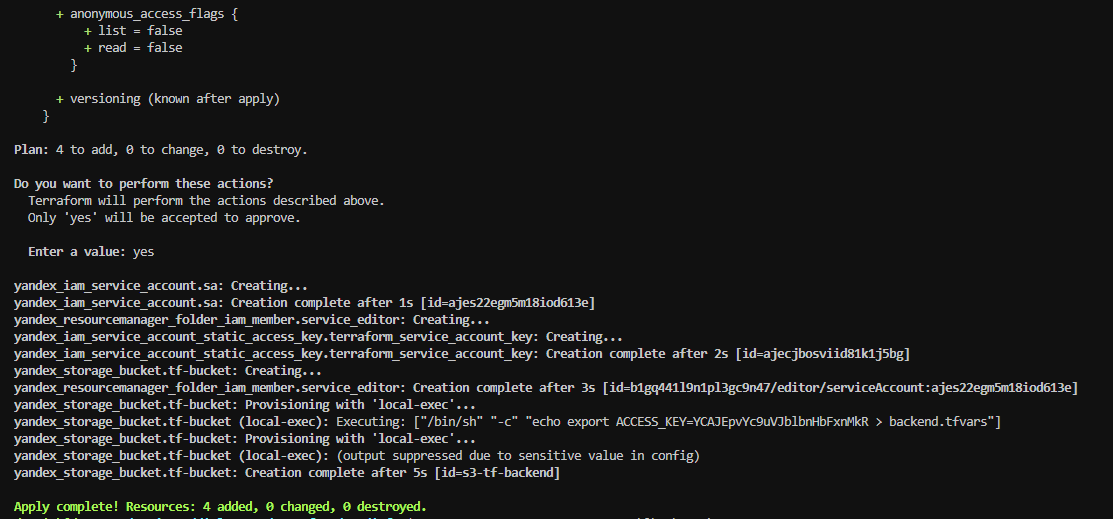 + anonymous_access_flags {
+ list = false
+ read = false
}
+ versioning (known after apply)
}
Plan: 4 to add, 0 to change, 0 to destroy.
Do you want to perform these actions?
Terraform will perform the actions described above.
Only 'yes' will be accepted to approve.
Enter a value: yes
yandex_iam_service_account.sa: Creating...
yandex_iam_service_account.sa: Creation complete after 1s [id=ajes22egm5m18iod613e]
yandex_resourcemanager_folder_iam_member.service_editor: Creating...
yandex_iam_service_account_static_access_key.terraform_service_account_key: Creating...
yandex_iam_service_account_static_access_key.terraform_service_account_key: Creation complete after 2s [id=ajecjbosviid81k1j5bg]
yandex_storage_bucket.tf-bucket: Creating...
yandex_resourcemanager_folder_iam_member.service_editor: Creation complete after 3s [id=b1gq441l9n1pl3gc9n47/editor/serviceAccount:ajes22egm5m18iod613e]
yandex_storage_bucket.tf-bucket: Provisioning with 'local-exec'...
yandex_storage_bucket.tf-bucket (local-exec): Executing: ["/bin/sh" "-c" "echo export ACCESS_KEY=YCAJEpvYc9uVJblbnHbFxnMkR > backend.tfvars"]
yandex_storage_bucket.tf-bucket: Provisioning with 'local-exec'...
yandex_storage_bucket.tf-bucket (local-exec): (output suppressed due to sensitive value in config)
yandex_storage_bucket.tf-bucket: Creation complete after 5s [id=s3-tf-backend]
Apply complete! Resources: 4 added, 0 changed, 0 destroyed.